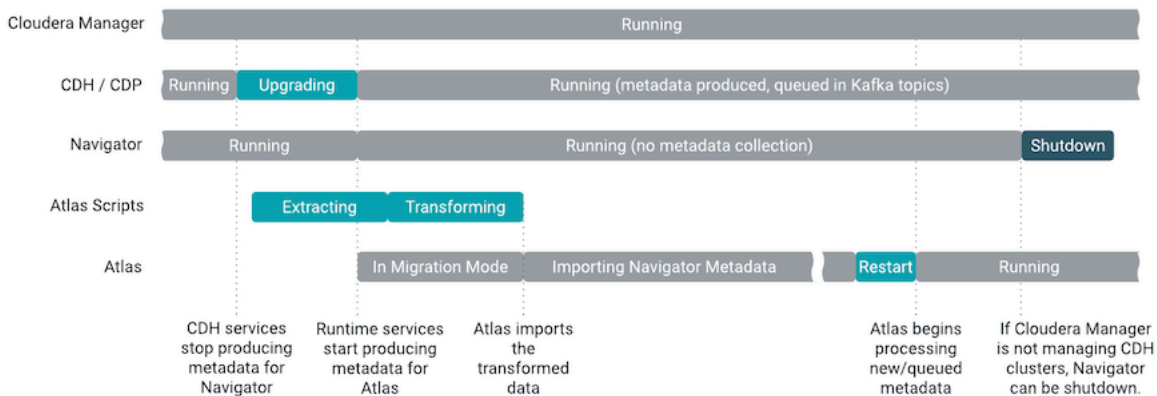 Cloudera Manager
Running
CDH / CDP
Running
Upgrading
Running (metadata produced, queued in Kafka topics)
Navigator
Running
Running (no metadata collection)
Shutdown
Atlas Scripts
Extracting
Transforming
Atlas
In Migration Mode
Importing Navigator Metadata
Restart
Running
CDH services
stop producing
metadata for
Navigator
Runtime services
start producing
metadata for
Atlas
Atlas imports
the
transformed
data
Atlas begins
processing
new/queued
metadata
If Cloudera Manager
is not managing CDH
clusters, Navigator
can be shutdown.